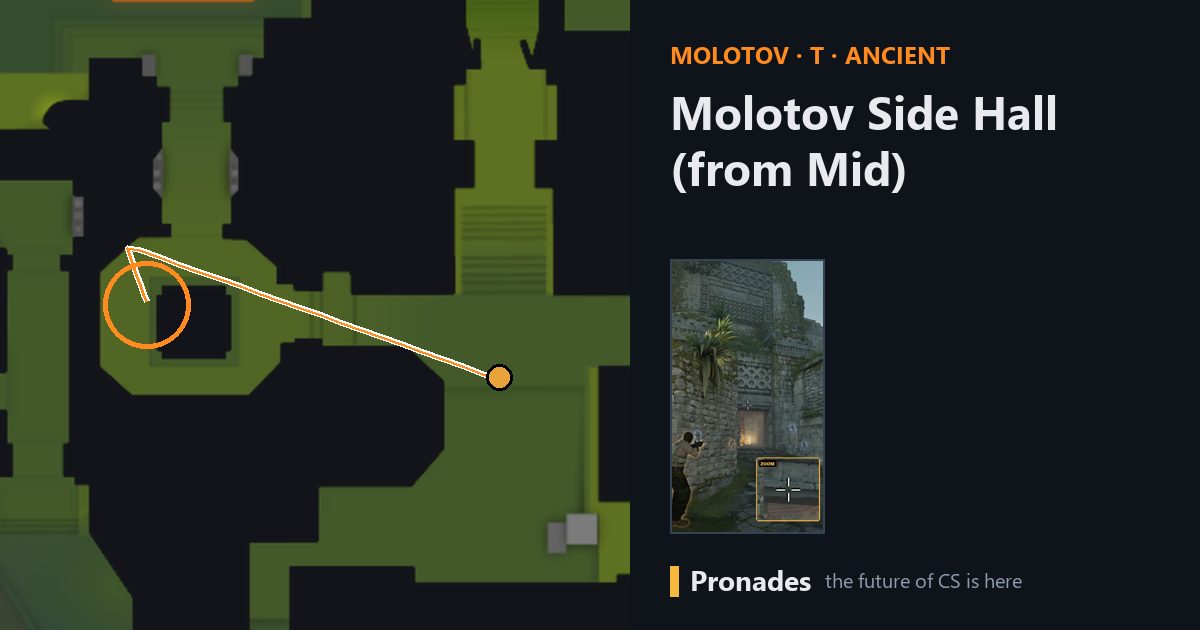 MOLOTOV · T · ANCIENT
Molotov Side Hall
(from Mid)
ZOOM
Pronades the future of CS is here